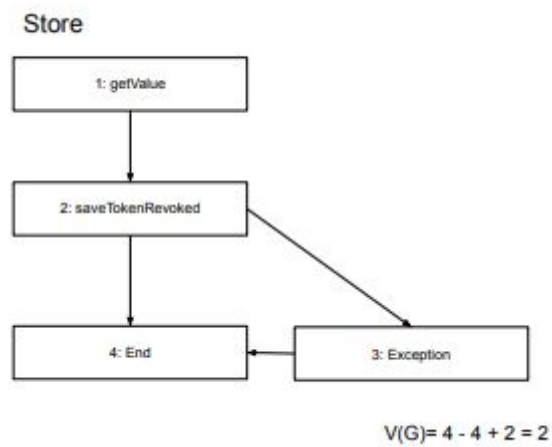 Store
1: getValue
2: saveTokenRevoked
4: End
3: Exception
V(G)= 4 - 4 + 2 = 2